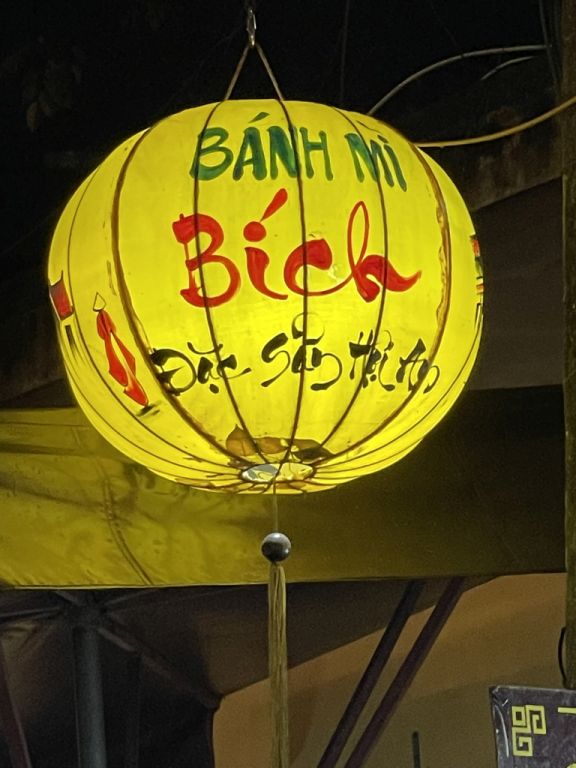 BÁNH MÌ
Bích
Đặc Sản Hội An